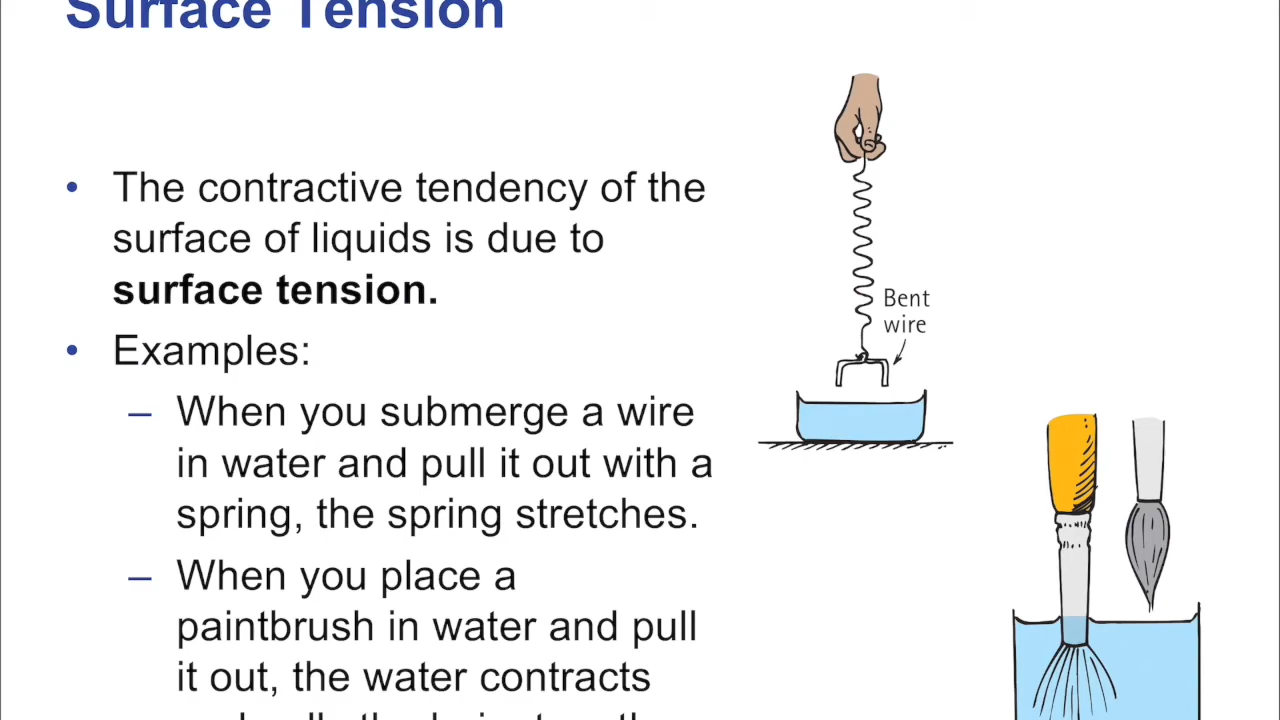 Surface Tension
• The contractive tendency of the
surface of liquids is due to
surface tension.
• Examples:
– When you submerge a wire
in water and pull it out with a
spring, the spring stretches.
– When you place a
paintbrush in water and pull
it out, the water contracts
Bent
wire